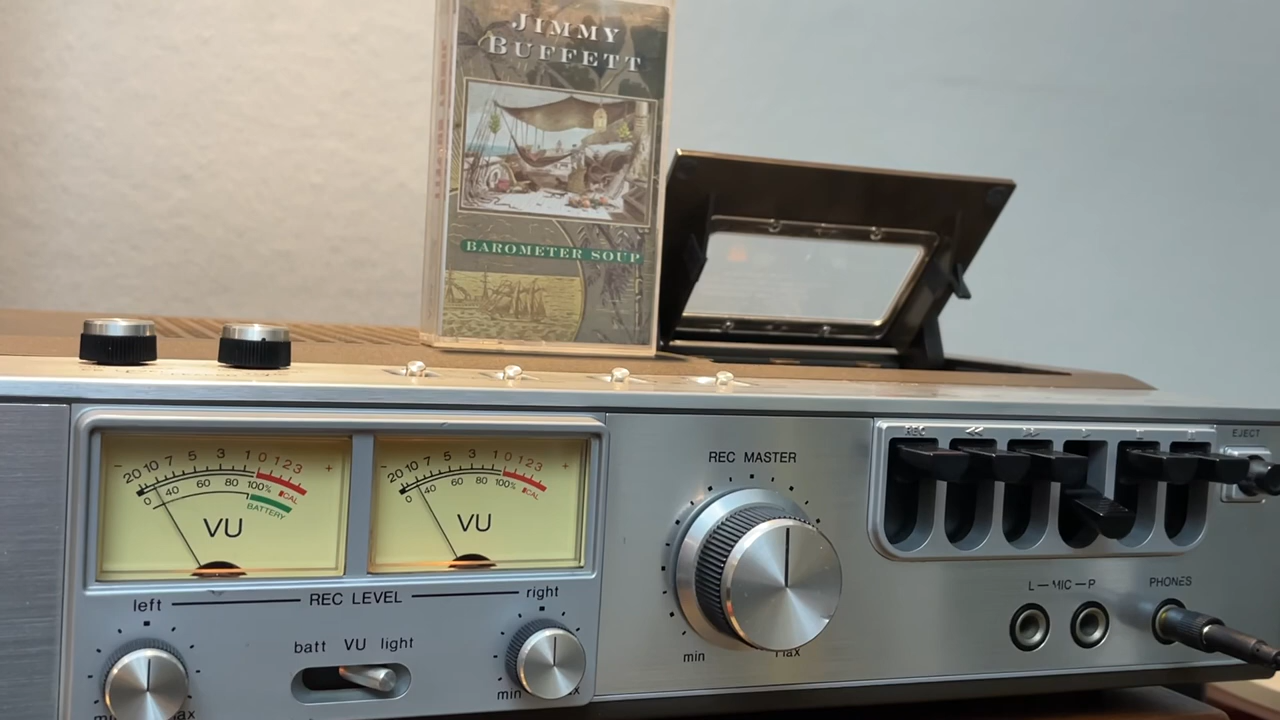 JIMMY
BUFFETT
BAROMETER SOUP
- 20 10 7 5 3 1 0 1 2 3 +
0 40 60 80 100% CAL
BATTERY
VU
- 20 10 7 5 3 1 0 1 2 3 +
0 40 60 80 100% CAL
VU
REC MASTER
min max
REC << >>
EJECT
L—MIC—R
PHONES
left REC LEVEL right
batt VU light
min max
min